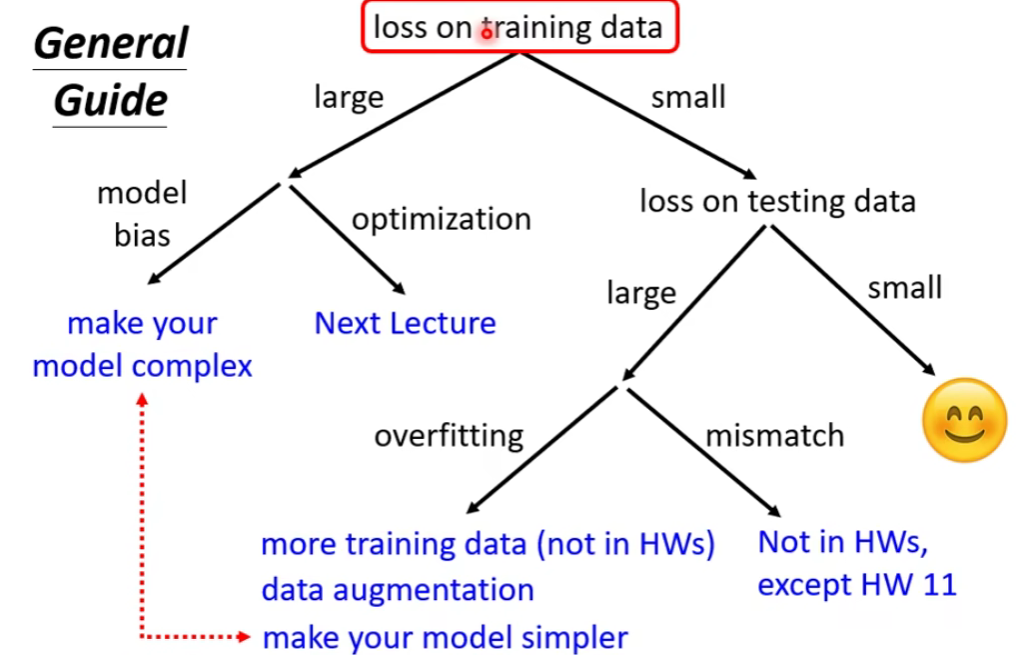 General
Guide
loss on training data
large
small
model
bias
optimization
loss on testing data
make your
model complex
Next Lecture
large
small
overfitting
mismatch
more training data (not in HWs)
data augmentation
make your model simpler
Not in HWs,
except HW 11